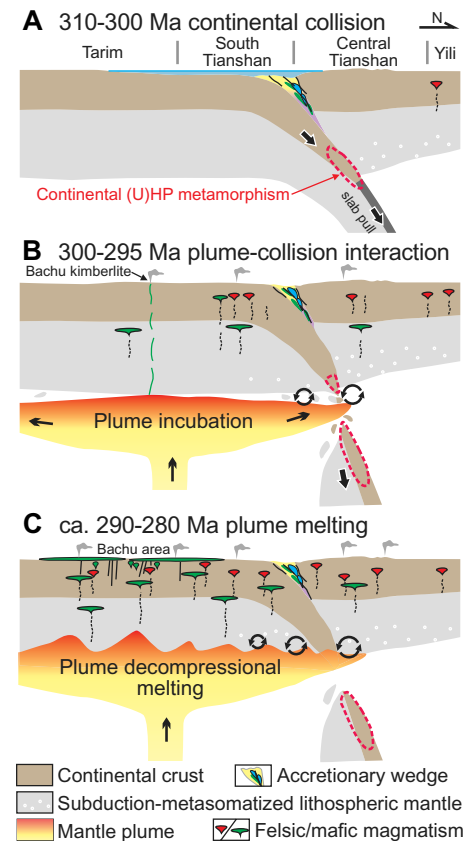 A 310-300 Ma continental collision
N
Tarim
South
Tianshan
Central
Tianshan
Yili
Continental (U)HP metamorphism
slab pull
B 300-295 Ma plume-collision interaction
Bachu kimberlite
Plume incubation
C ca. 290-280 Ma plume melting
Bachu area
Plume decompressional
melting
Continental crust
Accretionary wedge
Subduction-metasomatized lithospheric mantle
Mantle plume
Felsic/mafic magmatism